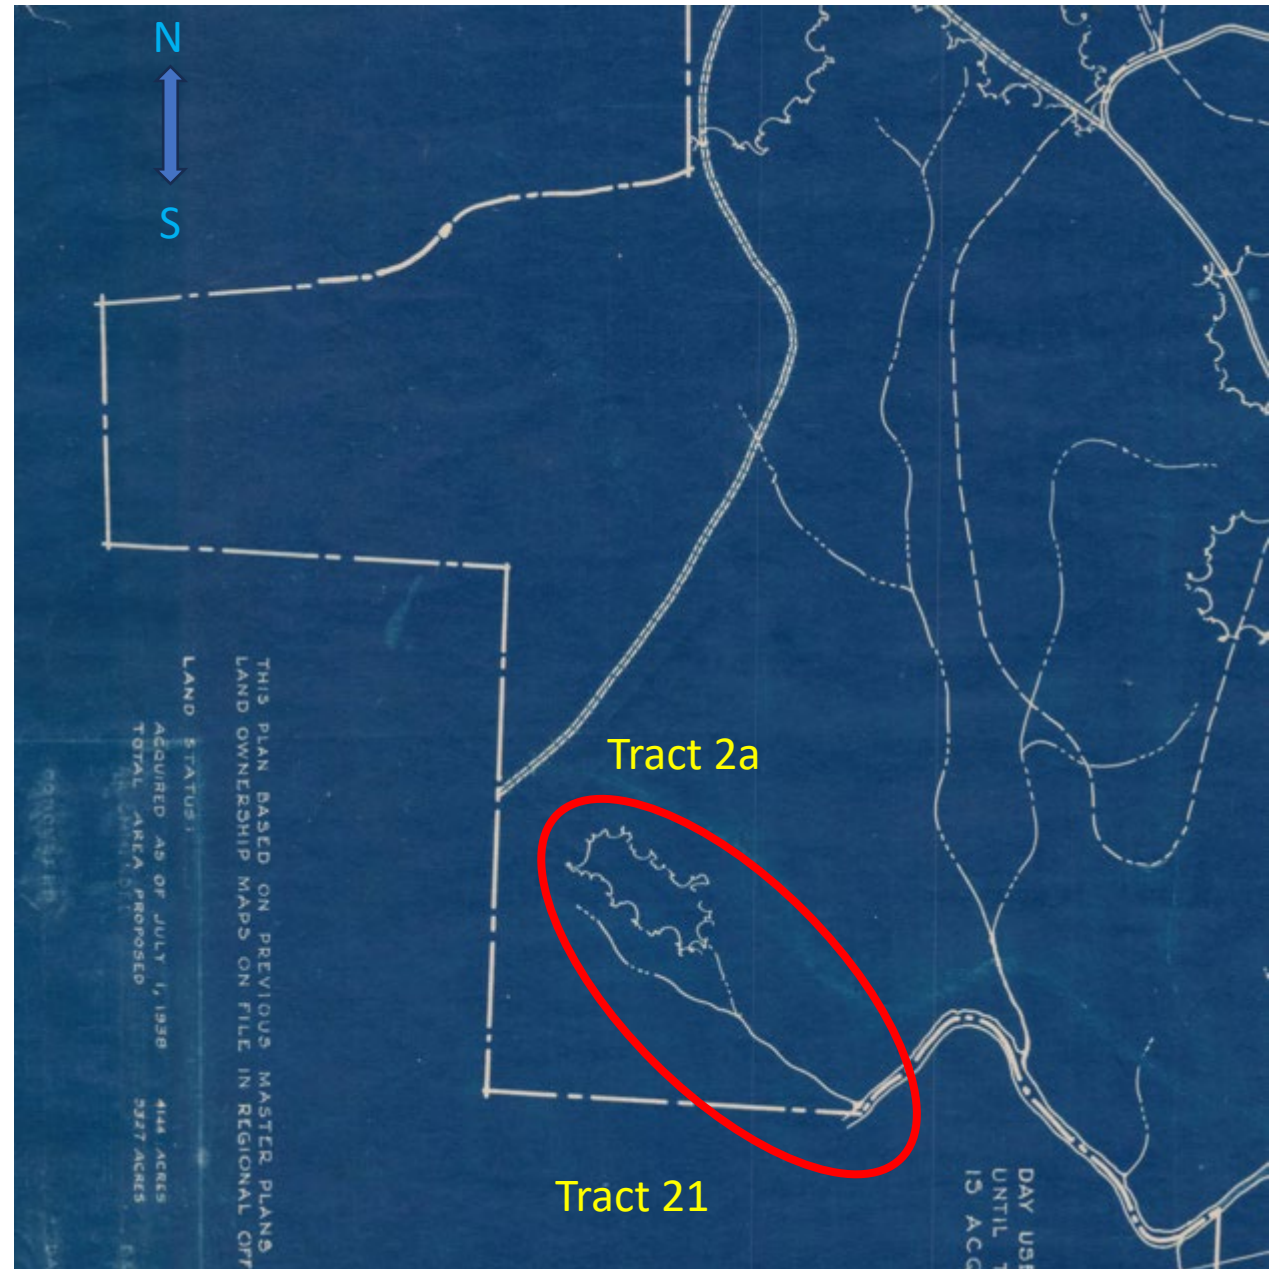 N
S
Tract 2a
Tract 21
THIS PLAN BASED ON PREVIOUS MASTER PLANS
LAND OWNERSHIP MAPS ON FILE IN REGIONAL OFF
LAND STATUS:
ACQUIRED AS OF JULY 1, 1938 4144 ACRES
TOTAL AREA PROPOSED 5327 ACRES
DAY USE
UNTIL T
15 ACQ